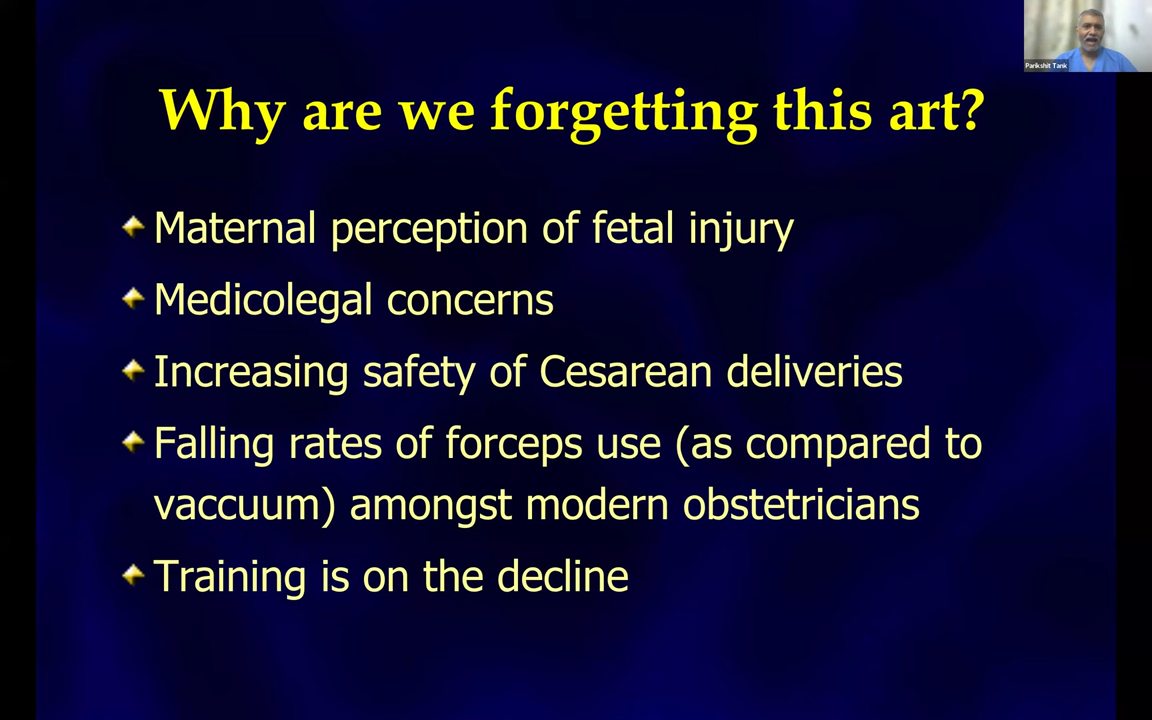 Parikshit Tank
Why are we forgetting this art?
Maternal perception of fetal injury
Medicolegal concerns
Increasing safety of Cesarean deliveries
Falling rates of forceps use (as compared to
vaccuum) amongst modern obstetricians
Training is on the decline